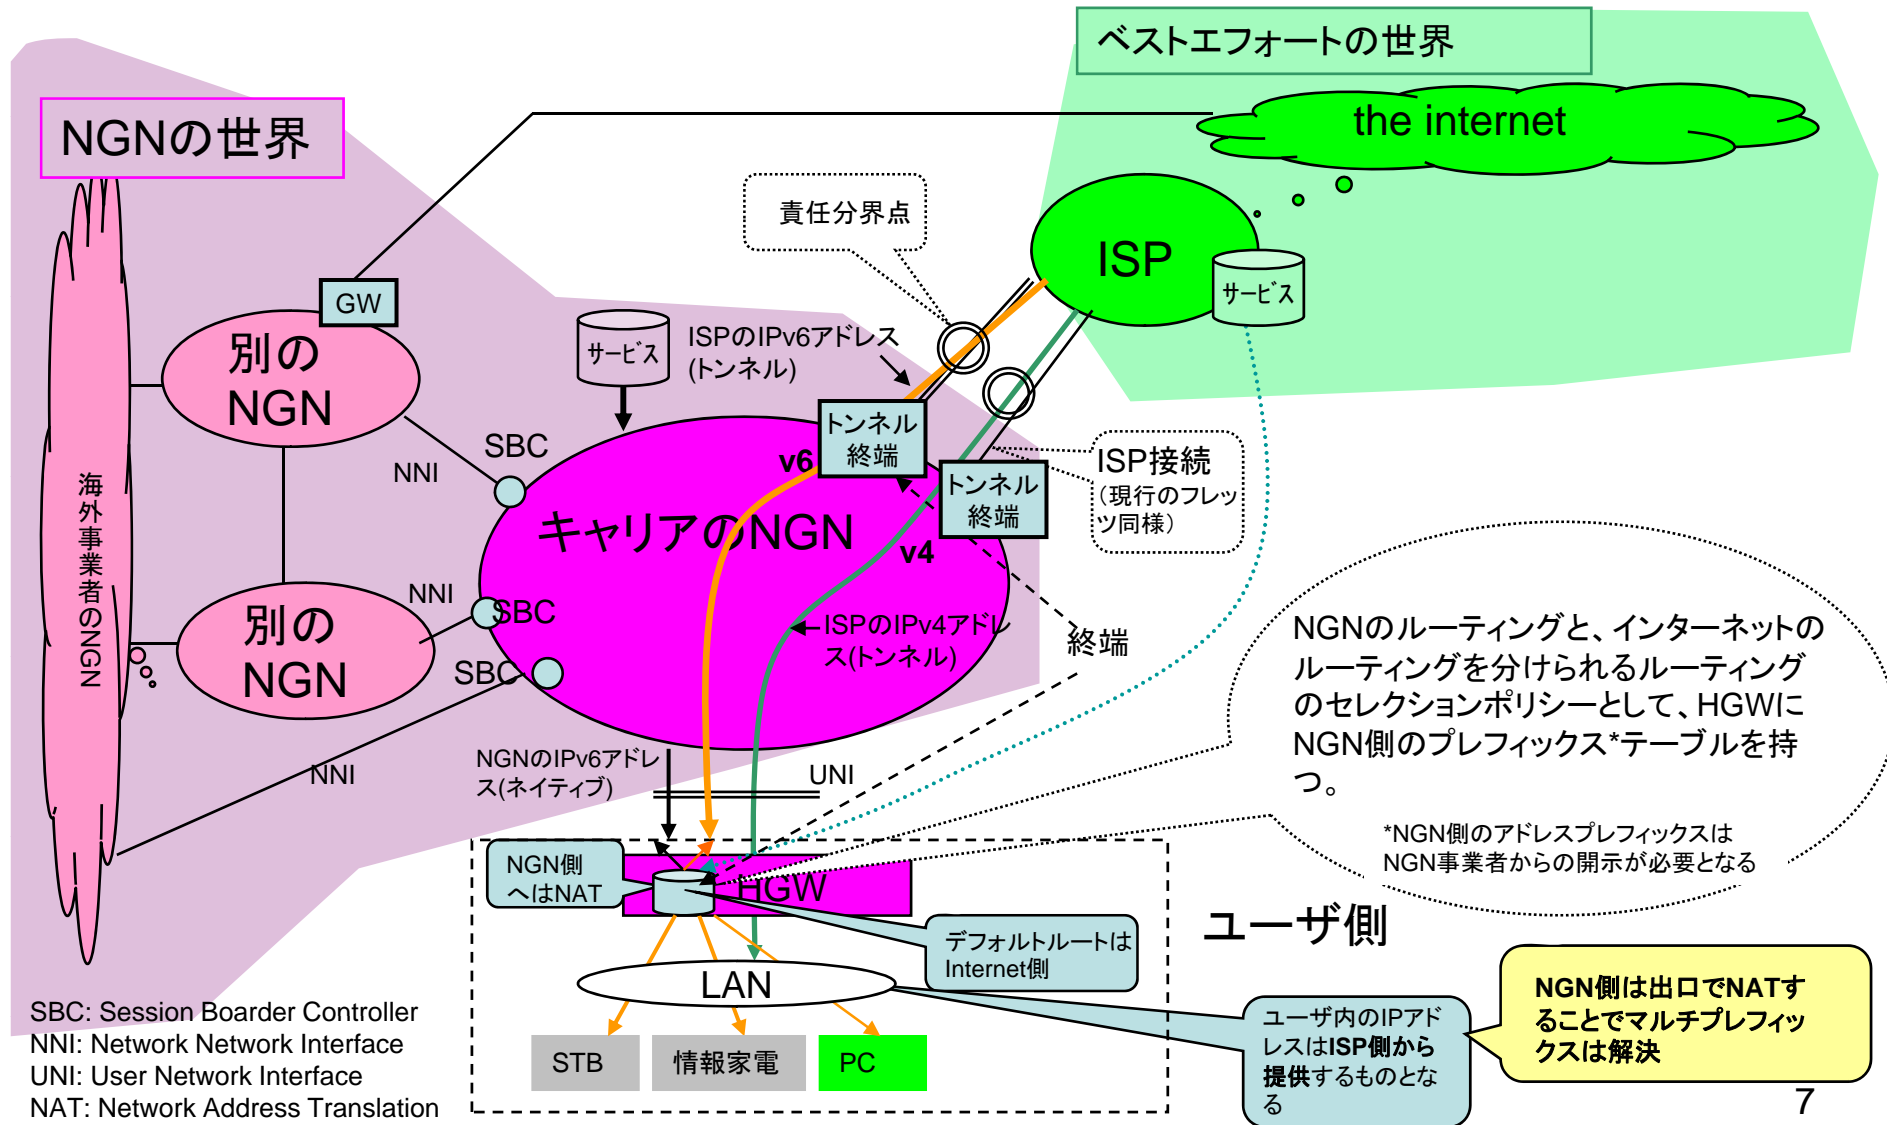 ベストエフォートの世界
the internet
NGNの世界
責任分界点
ISP
サービス
GW
別の
NGN
サービス
ISPのIPv6アドレス
(トンネル)
トンネル
終端
v6
SBC
NNI
トンネル
終端
ISP接続
（現行のフレッ
ツ同様）
キャリアのNGN
v4
海外事業者のNGN
NNI
SBC
別の
NGN
ISPのIPv4アドレ
ス(トンネル)
終端
SBC
NNI
NGNのルーティングと、インターネットの
ルーティングを分けられるルーティング
のセレクションポリシーとして、HGWに
NGN側のプレフィックス*テーブルを持
つ。
*NGN側のアドレスプレフィックスは
NGN事業者からの開示が必要となる
NGNのIPv6アドレ
ス(ネイティブ)
UNI
NGN側
へはNAT
HGW
デフォルトルートは
Internet側
ユーザ側
LAN
STB
情報家電
PC
ユーザ内のIPアド
レスはISP側から
提供するものとな
る
NGN側は出口でNATす
ることでマルチプレフィッ
クスは解決
SBC: Session Boarder Controller
NNI: Network Network Interface
UNI: User Network Interface
NAT: Network Address Translation
7